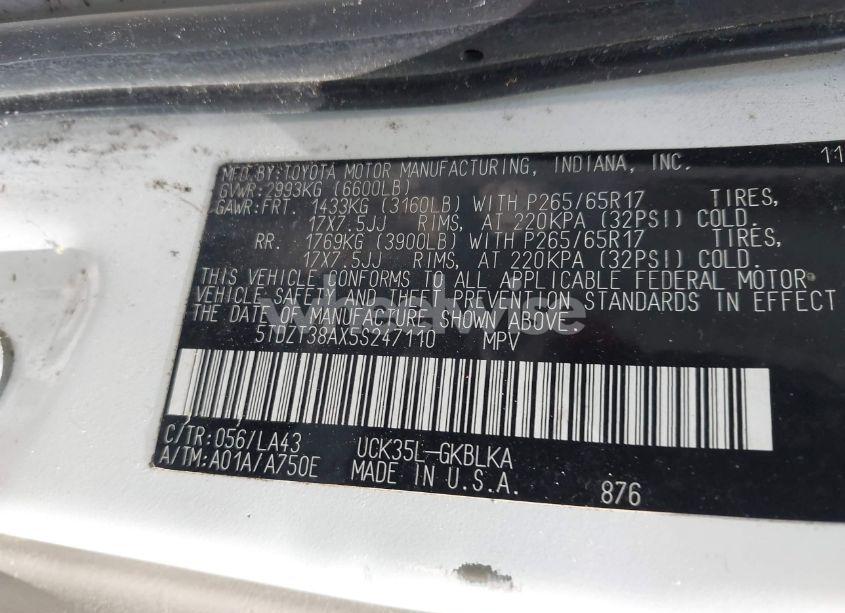 MFD.BY:TOYOTA MOTOR MANUFACTURING, INDIANA, INC. 11
GVWR:2993KG (6600LB)
GAWR:FRT. 1433KG (3160LB) WITH P265/65R17 TIRES,
17X7.5JJ RIMS, AT 220KPA (32PSI) COLD.
RR. 1769KG (3900LB) WITH P265/65R17 TIRES,
17X7.5JJ RIMS, AT 220KPA (32PSI) COLD.
THIS VEHICLE CONFORMS TO ALL APPLICABLE FEDERAL MOTOR
VEHICLE SAFETY AND THEFT PREVENTION STANDARDS IN EFFECT
THE DATE OF MANUFACTURE SHOWN ABOVE.
wheelwise
5TDZT38AX5S247110 MPV
C/TR:056/LA43 UCK35L-GKBLKA
A/TM:A01A/A750E MADE IN U.S.A. 876